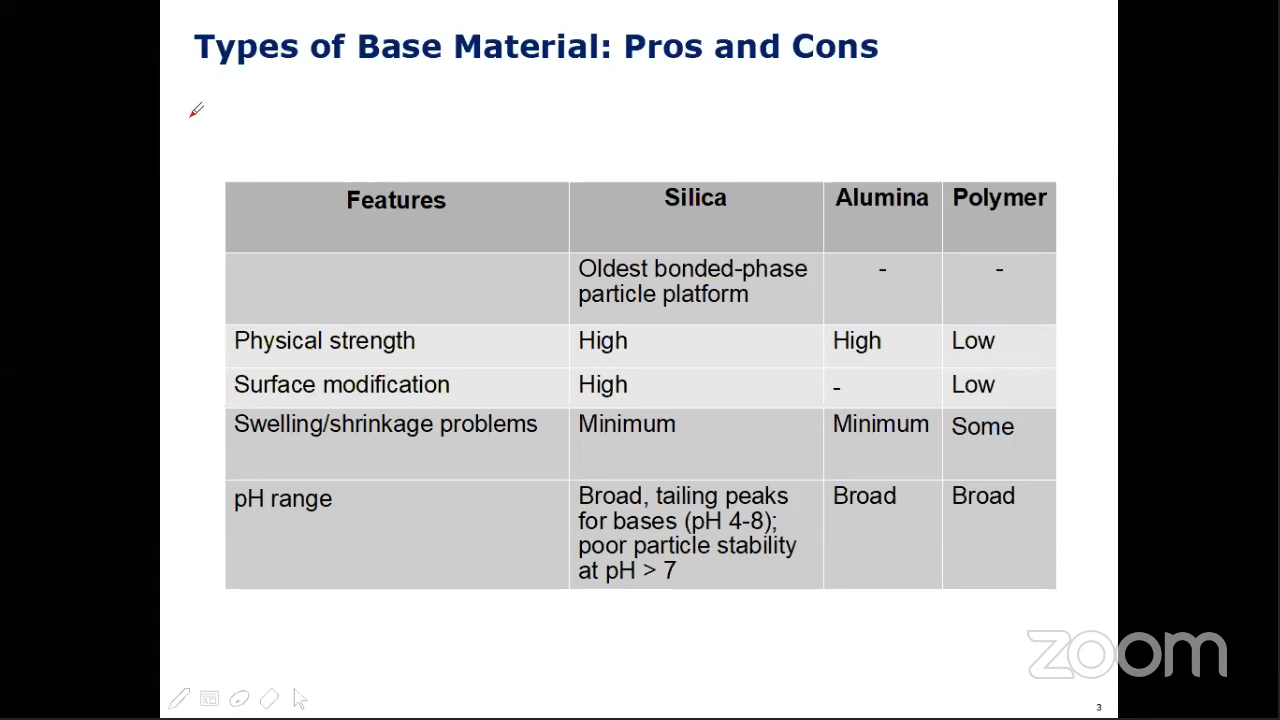 Types of Base Material: Pros and Cons
Features Silica Alumina Polymer
Oldest bonded-phase - -
particle platform
Physical strength High High Low
Surface modification High - Low
Swelling/shrinkage problems Minimum Minimum Some
pH range Broad, tailing peaks Broad Broad
for bases (pH 4-8);
poor particle stability
at pH > 7
zoom
3